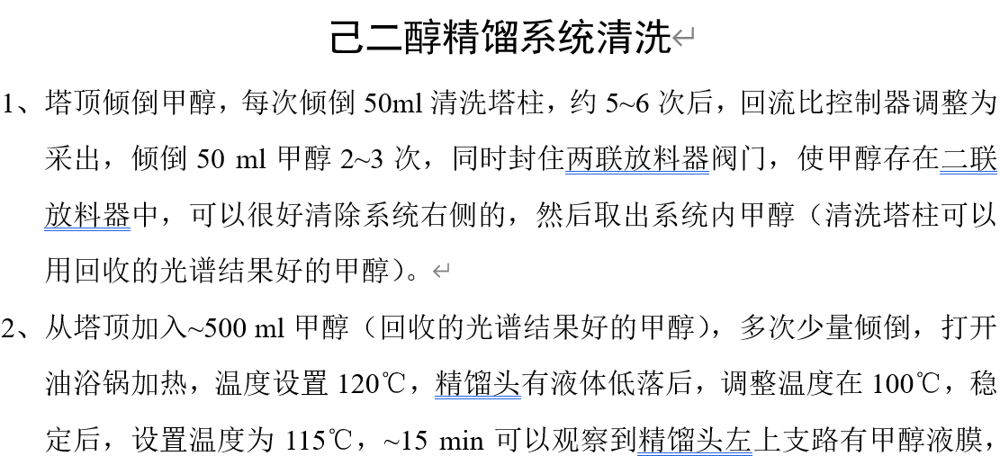 己二醇精馏系统清洗
1、塔顶倾倒甲醇，每次倾倒 50ml 清洗塔柱，约 5~6 次后，回流比控制器调整为
采出，倾倒 50 ml 甲醇 2~3 次，同时封住两联放料器阀门，使甲醇存在二联
放料器中，可以很好清除系统右侧的，然后取出系统内甲醇（清洗塔柱可以
用回收的光谱结果好的甲醇）。
2、从塔顶加入~500 ml 甲醇（回收的光谱结果好的甲醇），多次少量倾倒，打开
油浴锅加热，温度设置 120℃，精馏头有液体低落后，调整温度在 100℃，稳
定后，设置温度为 115℃，~15 min 可以观察到精馏头左上支路有甲醇液膜，